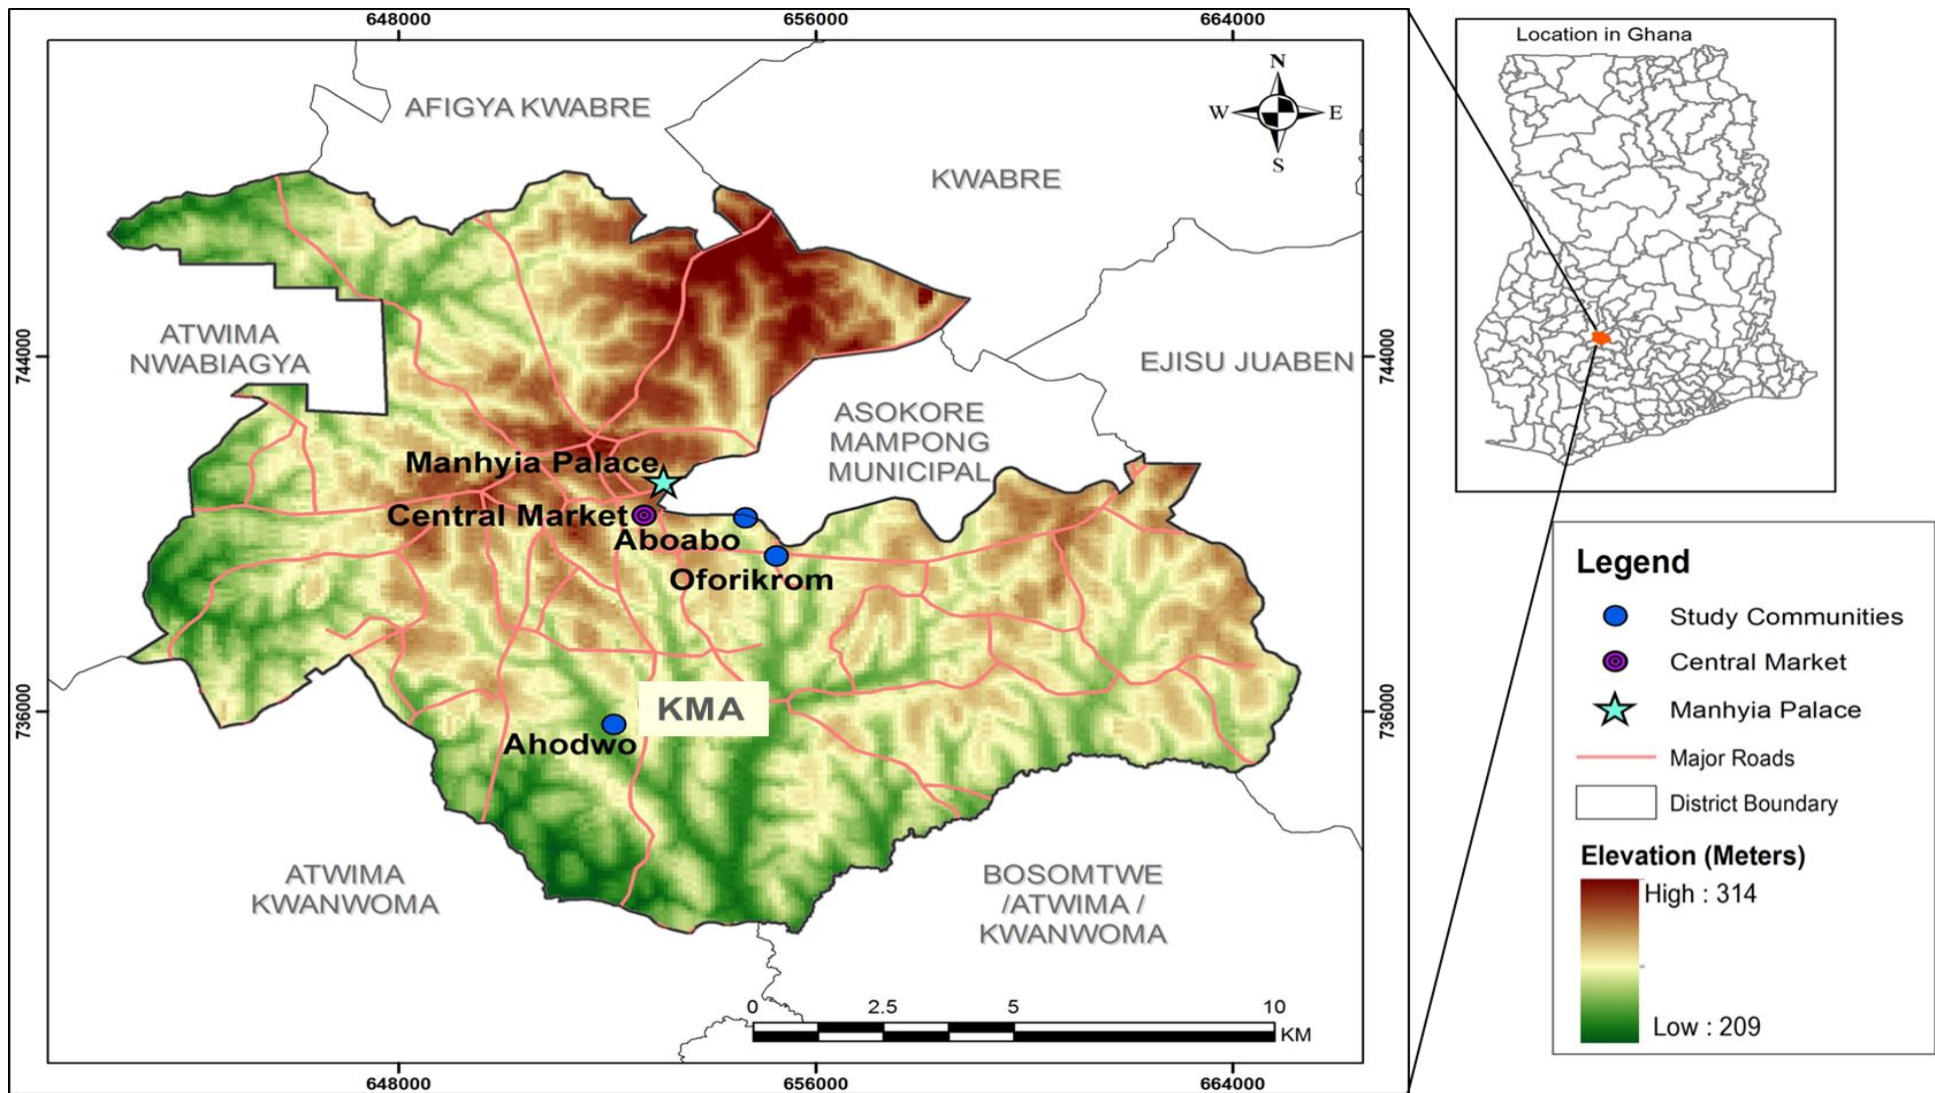 648000
656000
664000
Location in Ghana
N
W
E
S
AFIGYA KWABRE
KWABRE
744000
744000
ATWIMA
NWABIAGYA
EJISU JUABEN
ASOKORE
MAMPONG
MUNICIPAL
Manhyia Palace
Central Market
Aboabo
Oforikrom
736000
736000
KMA
Ahodwo
ATWIMA
KWANWOMA
BOSOMTWE
/ATWIMA /
KWANWOMA
0
2.5
5
10
KM
648000
656000
664000
Legend
Study Communities
Central Market
Manhyia Palace
Major Roads
District Boundary
Elevation (Meters)
High : 314
Low : 209